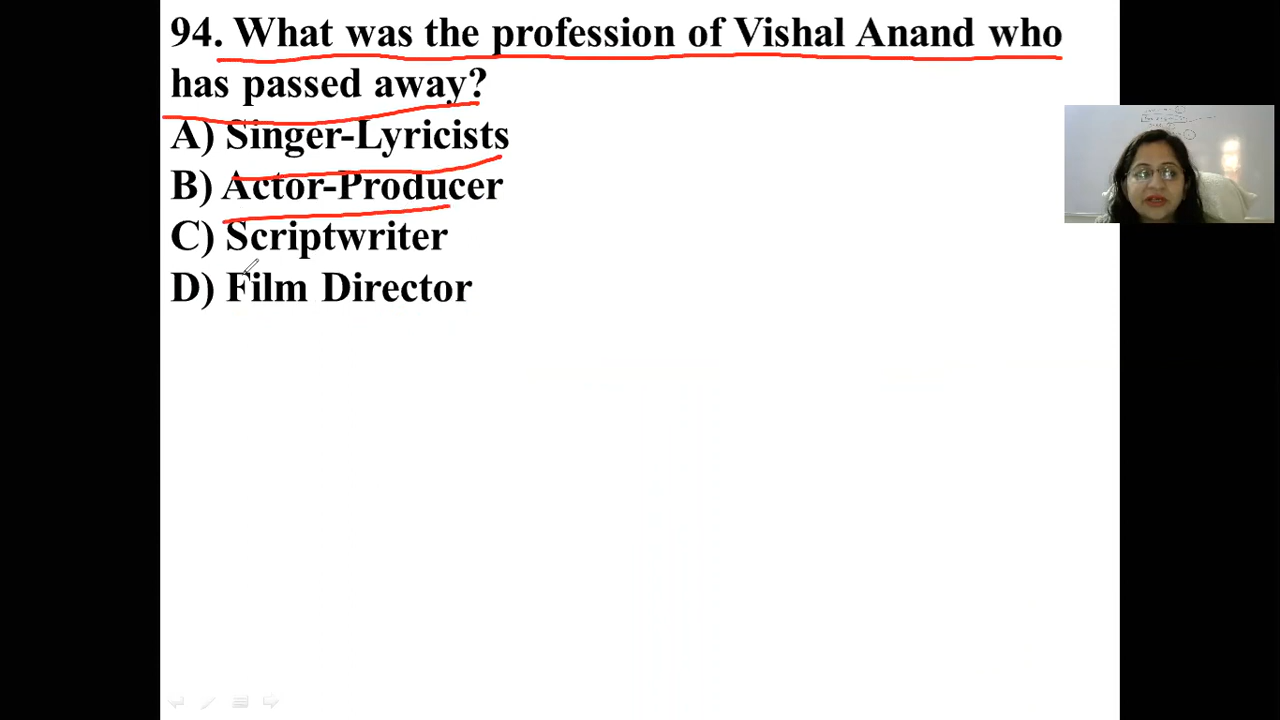 94. What was the profession of Vishal Anand who
has passed away?
A) Singer-Lyricists
B) Actor-Producer
C) Scriptwriter
D) Film Director